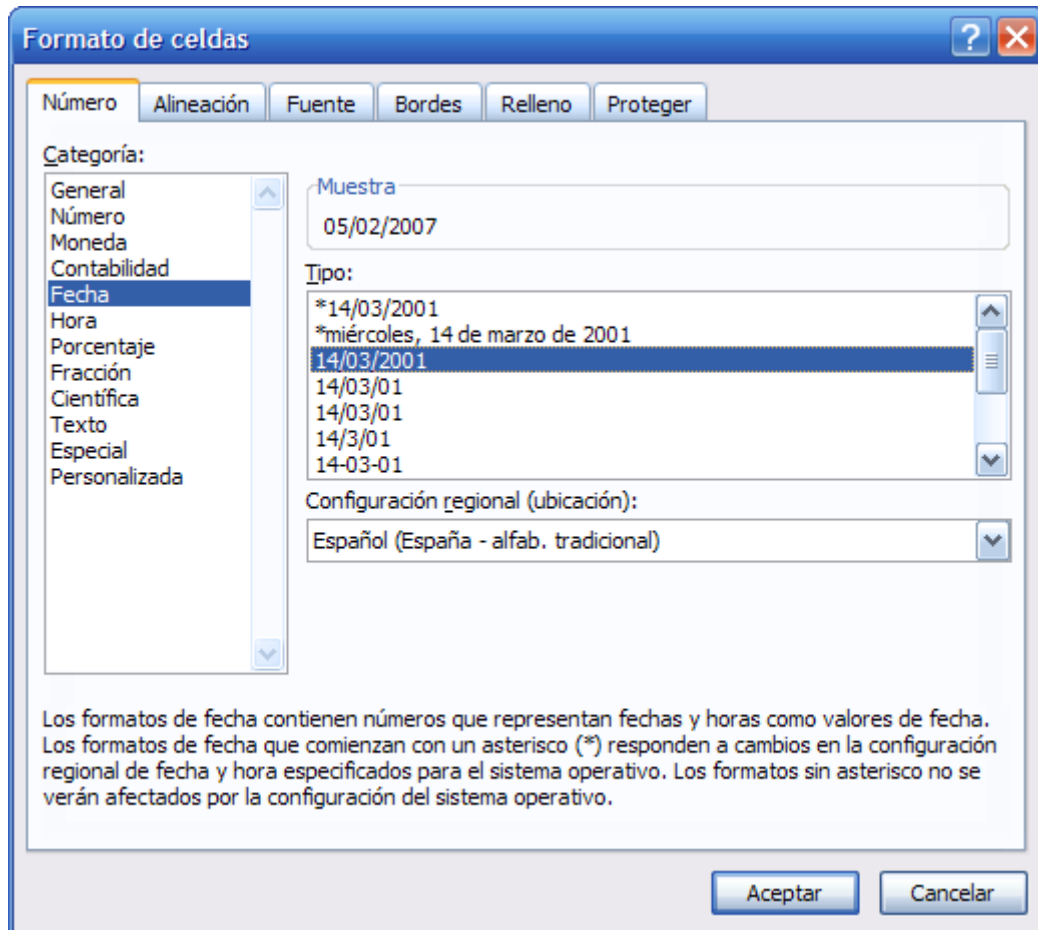 Formato de celdas
Número Alineación Fuente Bordes Relleno Proteger
Categoría:
General
Número
Moneda
Contabilidad
Fecha
Hora
Porcentaje
Fracción
Científica
Texto
Especial
Personalizada
Muestra
05/02/2007
Tipo:
*14/03/2001
*miércoles, 14 de marzo de 2001
14/03/2001
14/03/01
14/03/01
14/3/01
14-03-01
Configuración regional (ubicación):
Español (España - alfab. tradicional)
Los formatos de fecha contienen números que representan fechas y horas como valores de fecha.
Los formatos de fecha que comienzan con un asterisco (*) responden a cambios en la configuración
regional de fecha y hora especificados para el sistema operativo. Los formatos sin asterisco no se
verán afectados por la configuración del sistema operativo.
Aceptar Cancelar